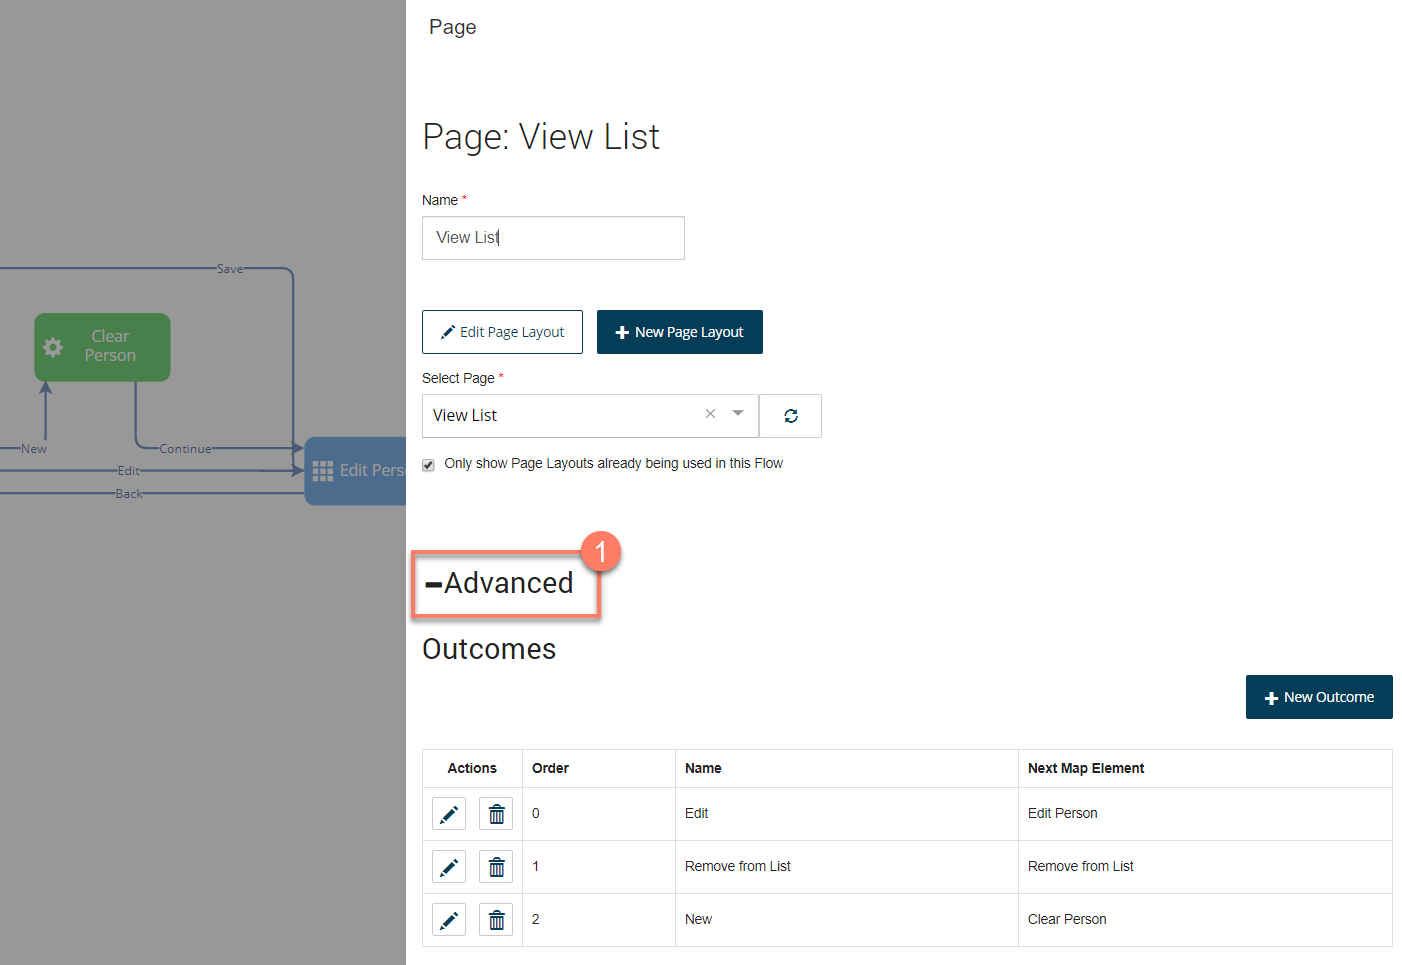 Page
Page: View List
Name *
View List
Edit Page Layout
New Page Layout
Select Page *
View List
Only show Page Layouts already being used in this Flow
1
Advanced
Outcomes
New Outcome
Actions Order Name Next Map Element
0 Edit Edit Person
1 Remove from List Remove from List
2 New Clear Person
Save
Clear
Person
New
Continue
Edit
Back
Edit Perso